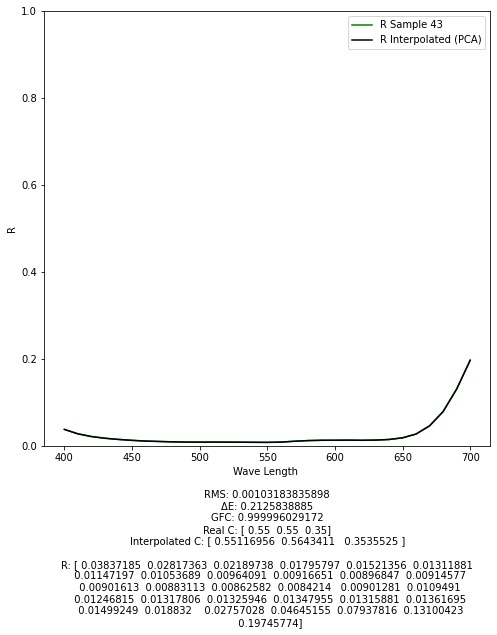 1.0
R Sample 43
R Interpolated (PCA)
0.8
0.6
R
0.4
0.2
0.0
400 450 500 550 600 650 700
Wave Length
RMS: 0.00103183835898
ΔE: 0.2125838885
GFC: 0.999996029172
Real C: [ 0.55 0.55 0.35]
Interpolated C: [ 0.55116956 0.5643411 0.3535525 ]
R: [ 0.03837185 0.02817363 0.02189738 0.01795797 0.01521356 0.01311881
0.01147197 0.01053689 0.00964091 0.00916651 0.00896847 0.00914577
0.00901613 0.00883113 0.00862582 0.0084214 0.00901281 0.0109491
0.01246815 0.01317806 0.01325946 0.01347955 0.01315881 0.01361695
0.01499249 0.018832 0.02757028 0.04645155 0.07937816 0.13100423
0.19745774]